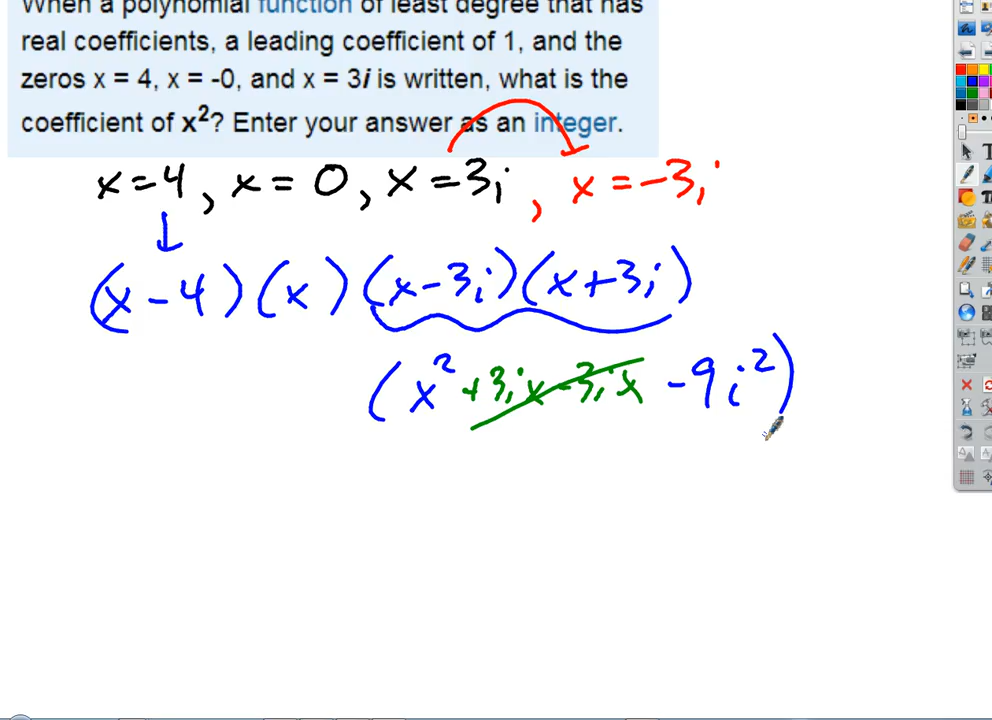 When a polynomial function of least degree that has
real coefficients, a leading coefficient of 1, and the
zeros x = 4, x = -0, and x = 3i is written, what is the
coefficient of x²? Enter your answer as an integer.
x=4, x=0, x=3i, x=-3i
(x-4)(x)(x-3i)(x+3i)
(x²+3ix-3ix-9i²)